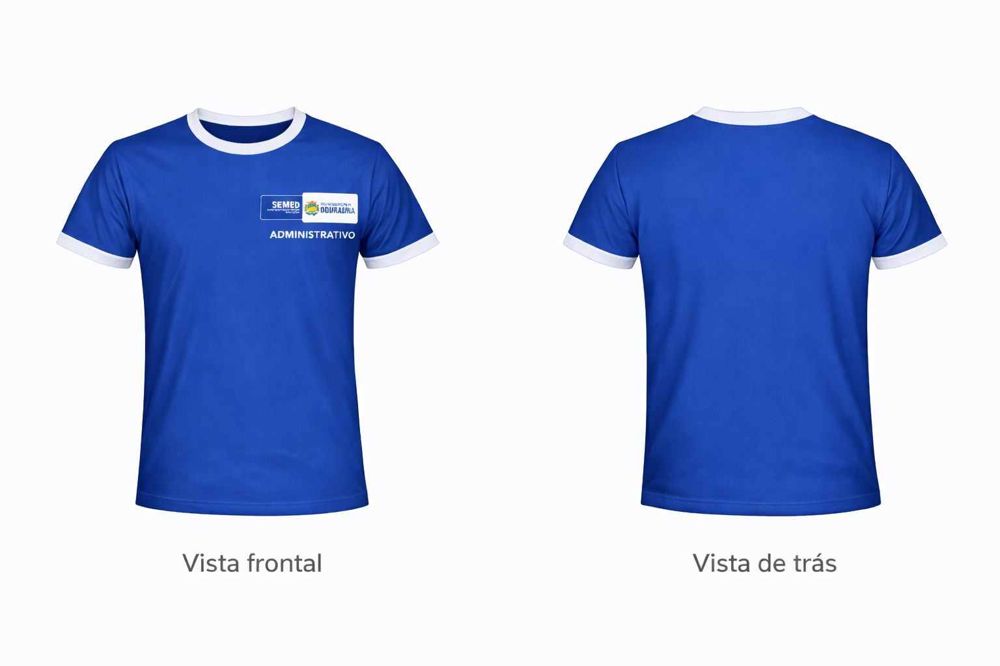 SEMED
ADMINISTRATIVO
Vista frontal
Vista de trás